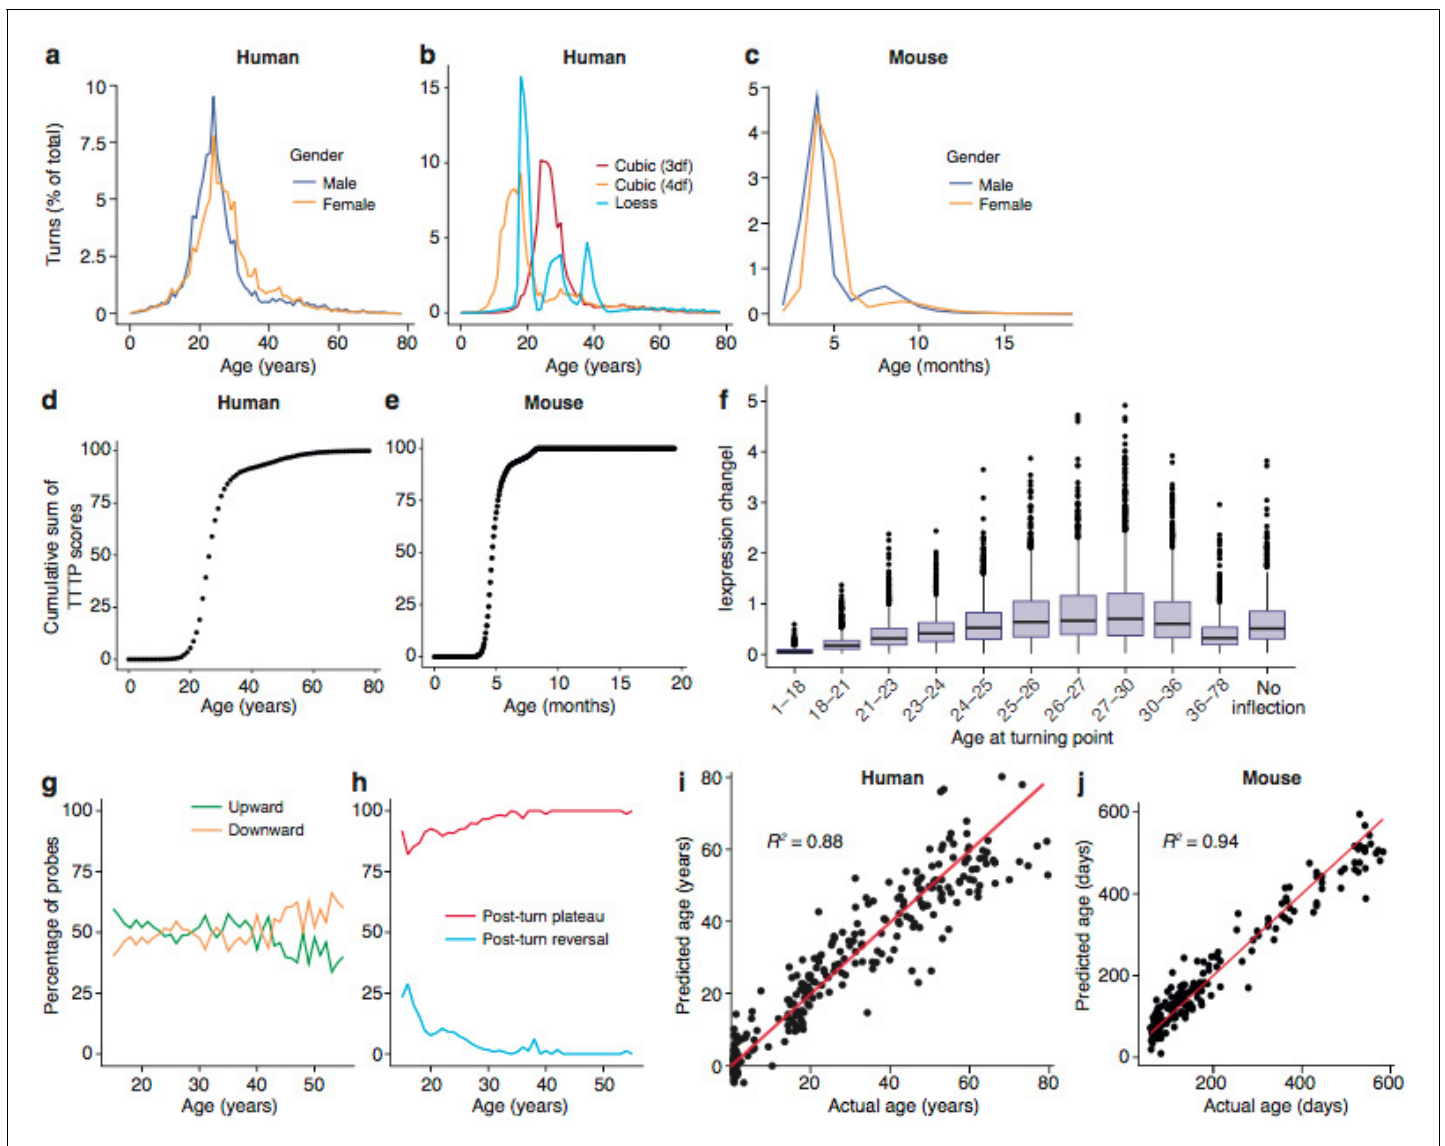 a
Human
Turns (% of total)
10
7.5
5
2.5
0
Gender
Male
Female
0
20
40
60
80
Age (years)
b
Human
15
10
5
0
Cubic (3df)
Cubic (4df)
Loess
0
20
40
60
80
Age (years)
c
Mouse
5
4
3
2
1
0
Gender
Male
Female
5
10
15
Age (months)
d
Human
Cumulative sum of
TTTP scores
100
75
50
25
0
0
20
40
60
80
Age (years)
e
Mouse
100
75
50
25
0
0
5
10
15
20
Age (months)
f
lexpression changel
5
4
3
2
1
0
1–18
18–21
21–23
23–24
24–25
25–26
26–27
27–30
30–36
36–78
No
inflection
Age at turning point
g
Percentage of probes
100
75
50
25
0
Upward
Downward
20
30
40
50
Age (years)
h
100
75
50
25
0
Post-turn plateau
Post-turn reversal
20
30
40
50
Age (years)
i
Human
Predicted age (years)
80
60
40
20
0
R² = 0.88
20
40
60
80
Actual age (years)
j
Mouse
Predicted age (days)
600
400
200
0
R² = 0.94
200
400
600
Actual age (days)